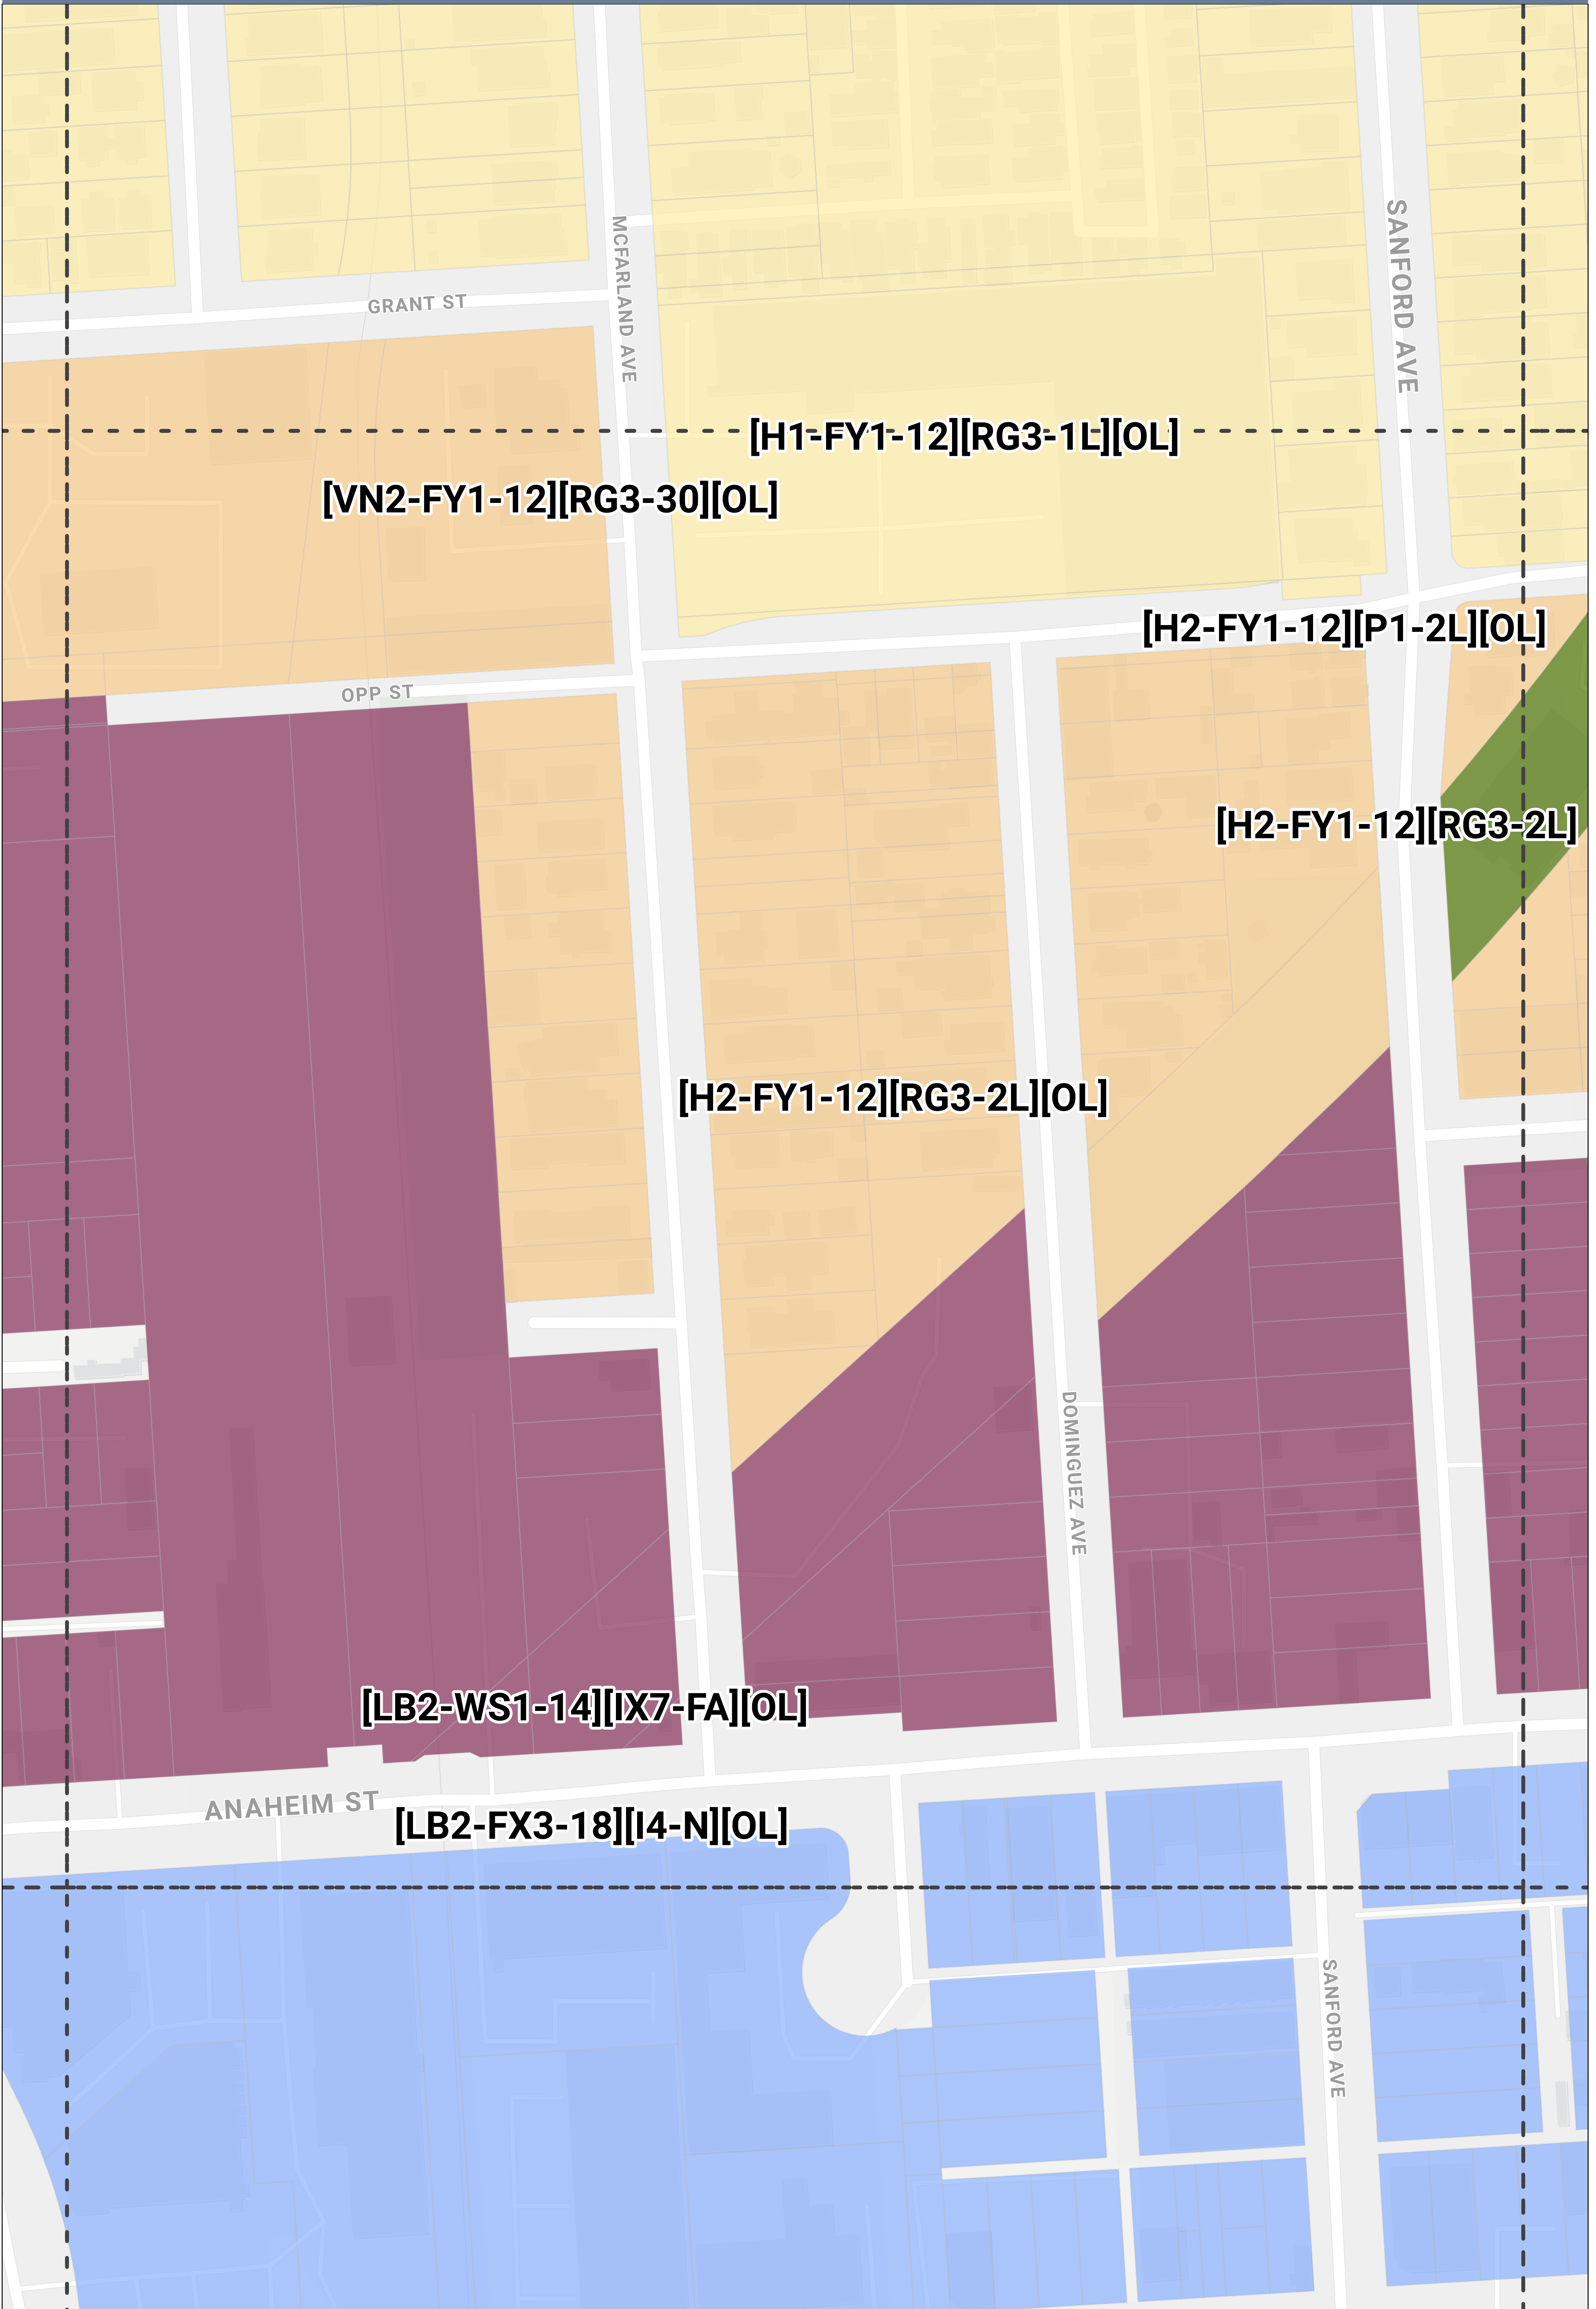 SANFORD AVE
MCFARLAND AVE
GRANT ST
[H1-FY1-12][RG3-1L][OL]
[VN2-FY1-12][RG3-30][OL]
[H2-FY1-12][P1-2L][OL]
OPP ST
[H2-FY1-12][RG3-2L]
[H2-FY1-12][RG3-2L][OL]
DOMINGUEZ AVE
[LB2-WS1-14][IX7-FA][OL]
ANAHEIM ST
[LB2-FX3-18][I4-N][OL]
SANFORD AVE